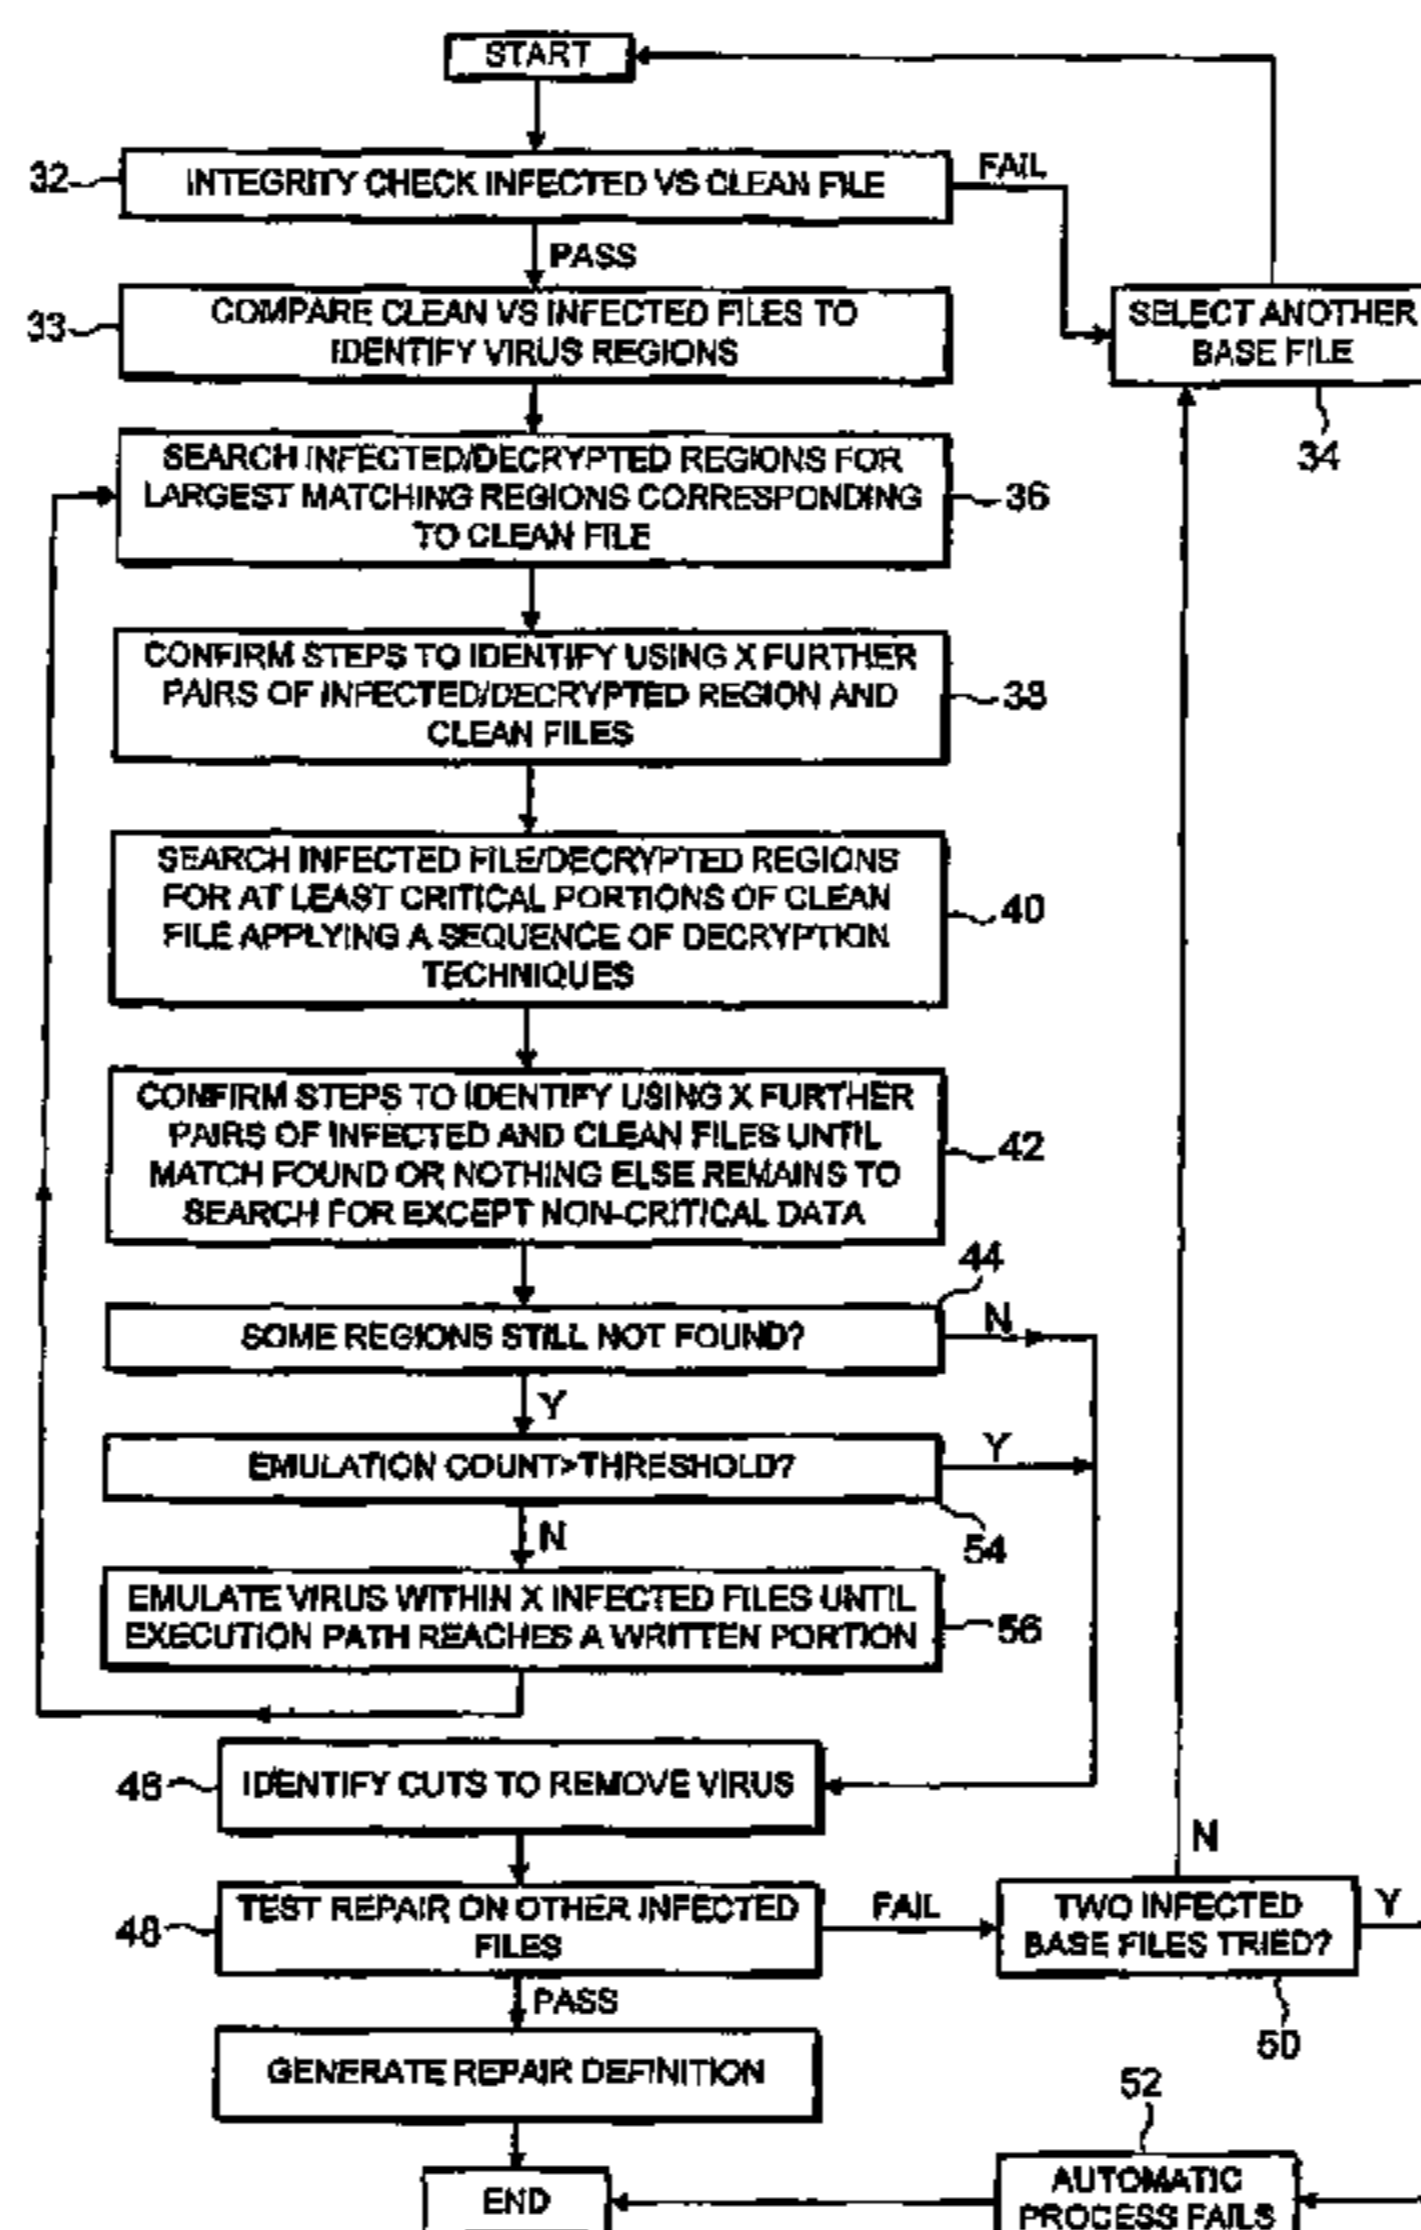 START
32
INTEGRITY CHECK INFECTED VS CLEAN FILE
FAIL
PASS
33
COMPARE CLEAN VS INFECTED FILES TO
IDENTIFY VIRUS REGIONS
SELECT ANOTHER
BASE FILE
34
SEARCH INFECTED/DECRYPTED REGIONS FOR
LARGEST MATCHING REGIONS CORRESPONDING
TO CLEAN FILE
36
CONFIRM STEPS TO IDENTIFY USING X FURTHER
PAIRS OF INFECTED/DECRYPTED REGION AND
CLEAN FILES
38
SEARCH INFECTED FILE/DECRYPTED REGIONS
FOR AT LEAST CRITICAL PORTIONS OF CLEAN
FILE APPLYING A SEQUENCE OF DECRYPTION
TECHNIQUES
40
CONFIRM STEPS TO IDENTIFY USING X FURTHER
PAIRS OF INFECTED AND CLEAN FILES UNTIL
MATCH FOUND OR NOTHING ELSE REMAINS TO
SEARCH FOR EXCEPT NON-CRITICAL DATA
42
44
SOME REGIONS STILL NOT FOUND?
N
Y
EMULATION COUNT>THRESHOLD?
Y
54
N
EMULATE VIRUS WITHIN X INFECTED FILES UNTIL
EXECUTION PATH REACHES A WRITTEN PORTION
56
46
IDENTIFY CUTS TO REMOVE VIRUS
N
48
TEST REPAIR ON OTHER INFECTED
FILES
FAIL
TWO INFECTED
BASE FILES TRIED?
Y
50
PASS
GENERATE REPAIR DEFINITION
52
AUTOMATIC
PROCESS FAILS
END